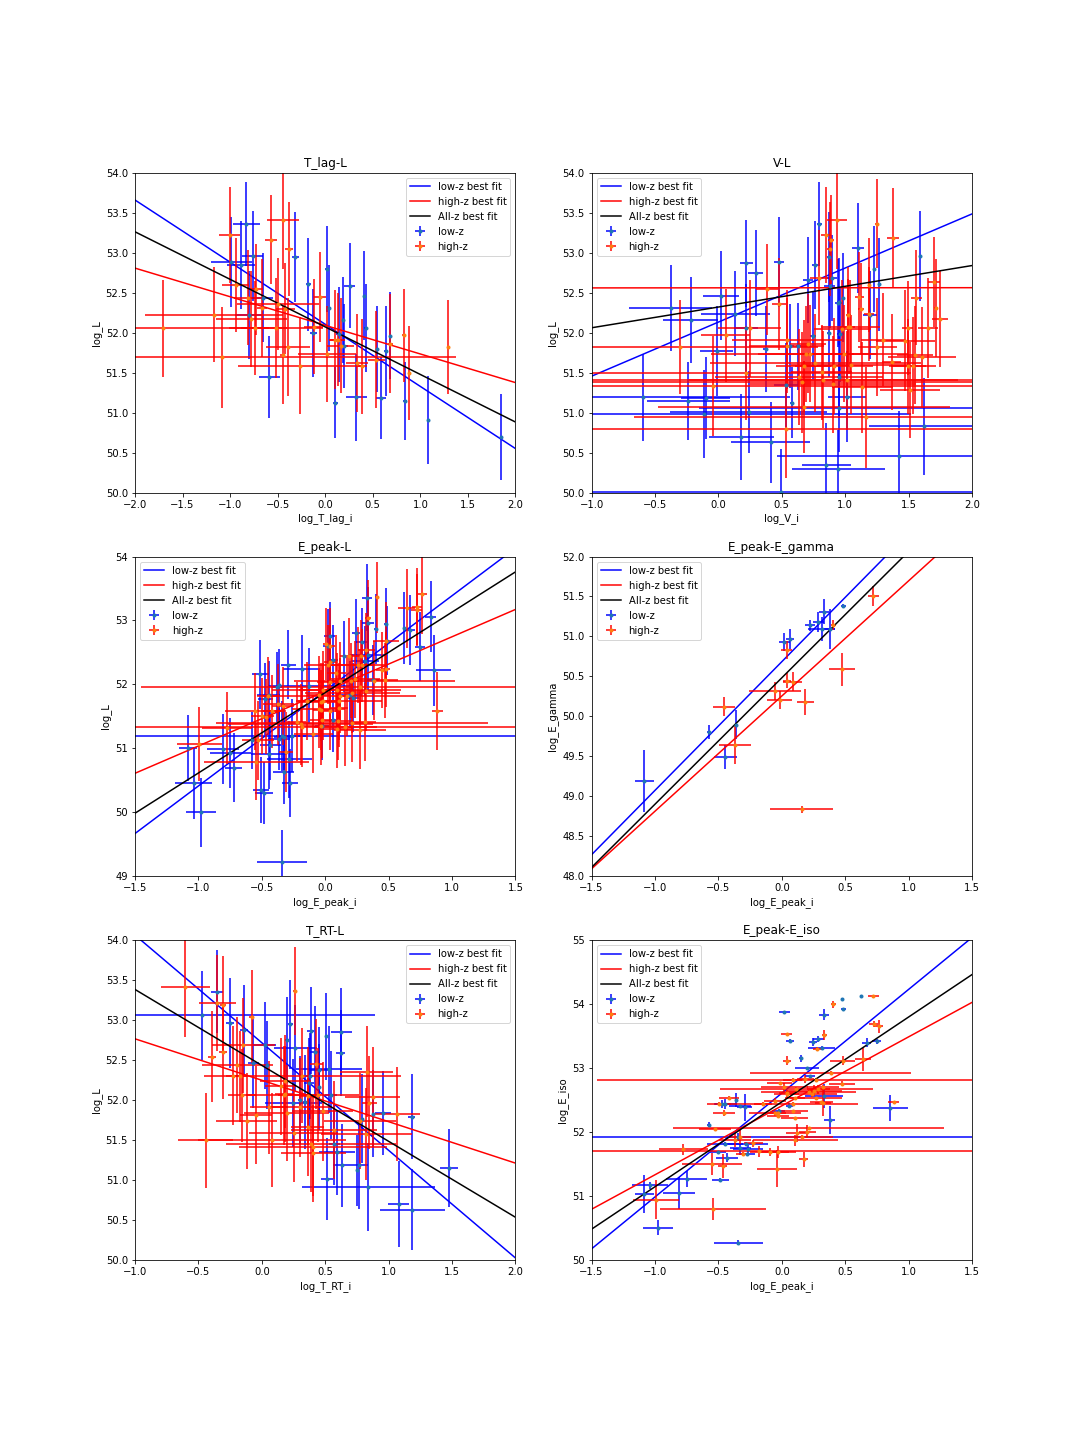 T_lag-L
54.0
53.5
53.0
52.5
52.0
51.5
51.0
50.5
50.0
log_L
low-z best fit
high-z best fit
All-z best fit
low-z
high-z
−2.0 −1.5 −1.0 −0.5 0.0 0.5 1.0 1.5 2.0
log_T_lag_i
V-L
54.0
53.5
53.0
52.5
52.0
51.5
51.0
50.5
50.0
log_L
low-z best fit
high-z best fit
All-z best fit
low-z
high-z
−1.0 −0.5 0.0 0.5 1.0 1.5 2.0
log_V_i
E_peak-L
54
53
52
51
50
49
log_L
low-z best fit
high-z best fit
All-z best fit
low-z
high-z
−1.5 −1.0 −0.5 0.0 0.5 1.0 1.5
log_E_peak_i
E_peak-E_gamma
52.0
51.5
51.0
50.5
50.0
49.5
49.0
48.5
48.0
log_E_gamma
low-z best fit
high-z best fit
All-z best fit
low-z
high-z
−1.5 −1.0 −0.5 0.0 0.5 1.0 1.5
log_E_peak_i
T_RT-L
54.0
53.5
53.0
52.5
52.0
51.5
51.0
50.5
50.0
log_L
low-z best fit
high-z best fit
All-z best fit
low-z
high-z
−1.0 −0.5 0.0 0.5 1.0 1.5 2.0
log_T_RT_i
E_peak-E_iso
55
54
53
52
51
50
log_E_iso
low-z best fit
high-z best fit
All-z best fit
low-z
high-z
−1.5 −1.0 −0.5 0.0 0.5 1.0 1.5
log_E_peak_i